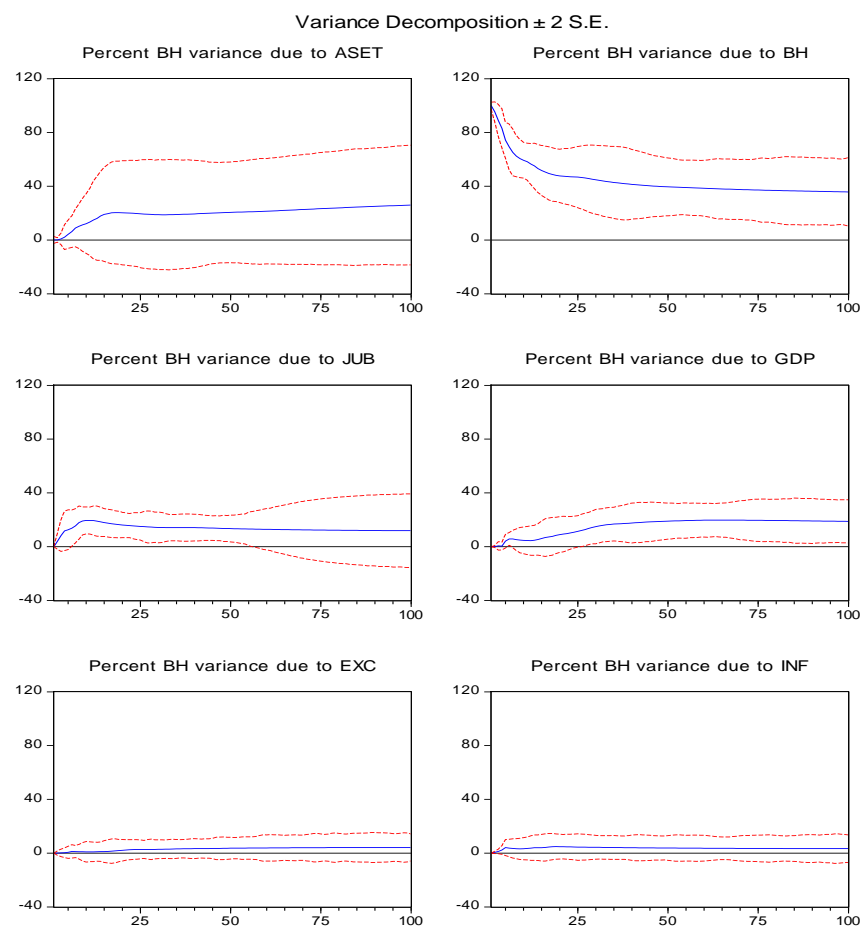 Variance Decomposition ± 2 S.E.
Percent BH variance due to ASET
120
80
40
0
-40
25 50 75 100
Percent BH variance due to BH
120
80
40
0
-40
25 50 75 100
Percent BH variance due to JUB
120
80
40
0
-40
25 50 75 100
Percent BH variance due to GDP
120
80
40
0
-40
25 50 75 100
Percent BH variance due to EXC
120
80
40
0
-40
25 50 75 100
Percent BH variance due to INF
120
80
40
0
-40
25 50 75 100